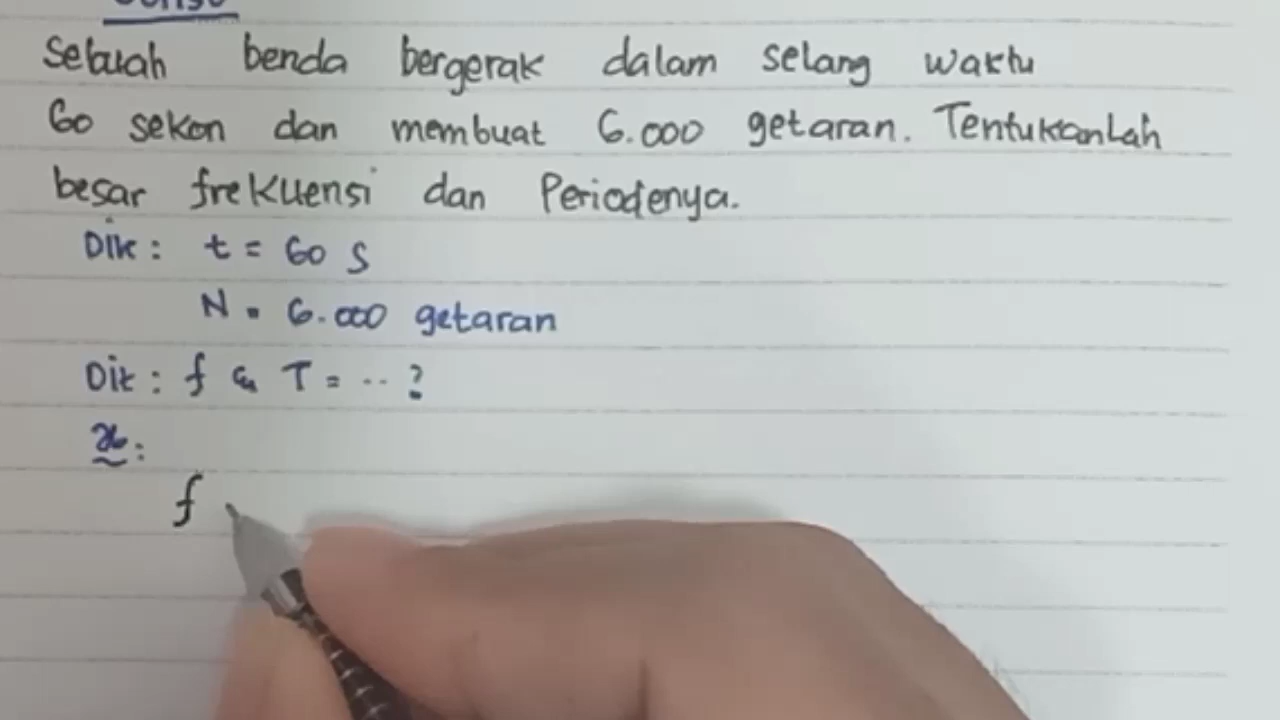 Sebuah benda bergerak dalam selang waktu
60 sekon dan membuat 6.000 getaran. Tentukanlah
besar frekuensi dan Periodenya.
Dik: t = 60 s
N = 6.000 getaran
Dit: f & T = .. ?
f